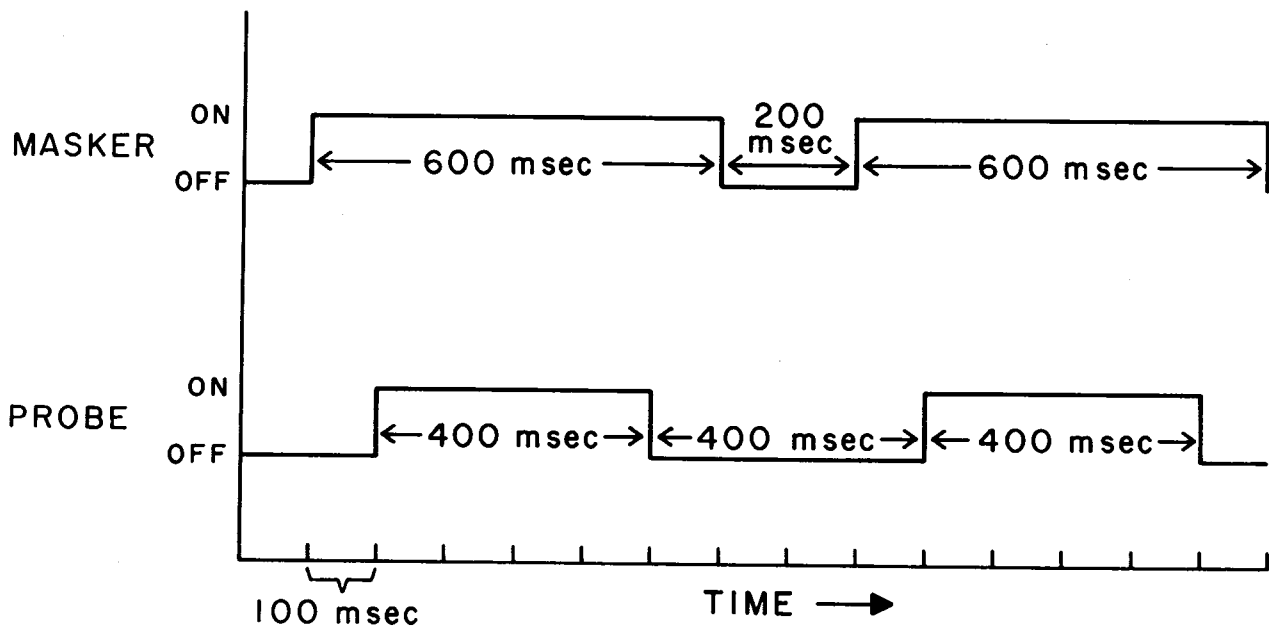 ON
200
msec
MASKER
600 msec
600 msec
OFF
ON
PROBE
400 msec
400 msec
400 msec
OFF
100 msec
TIME